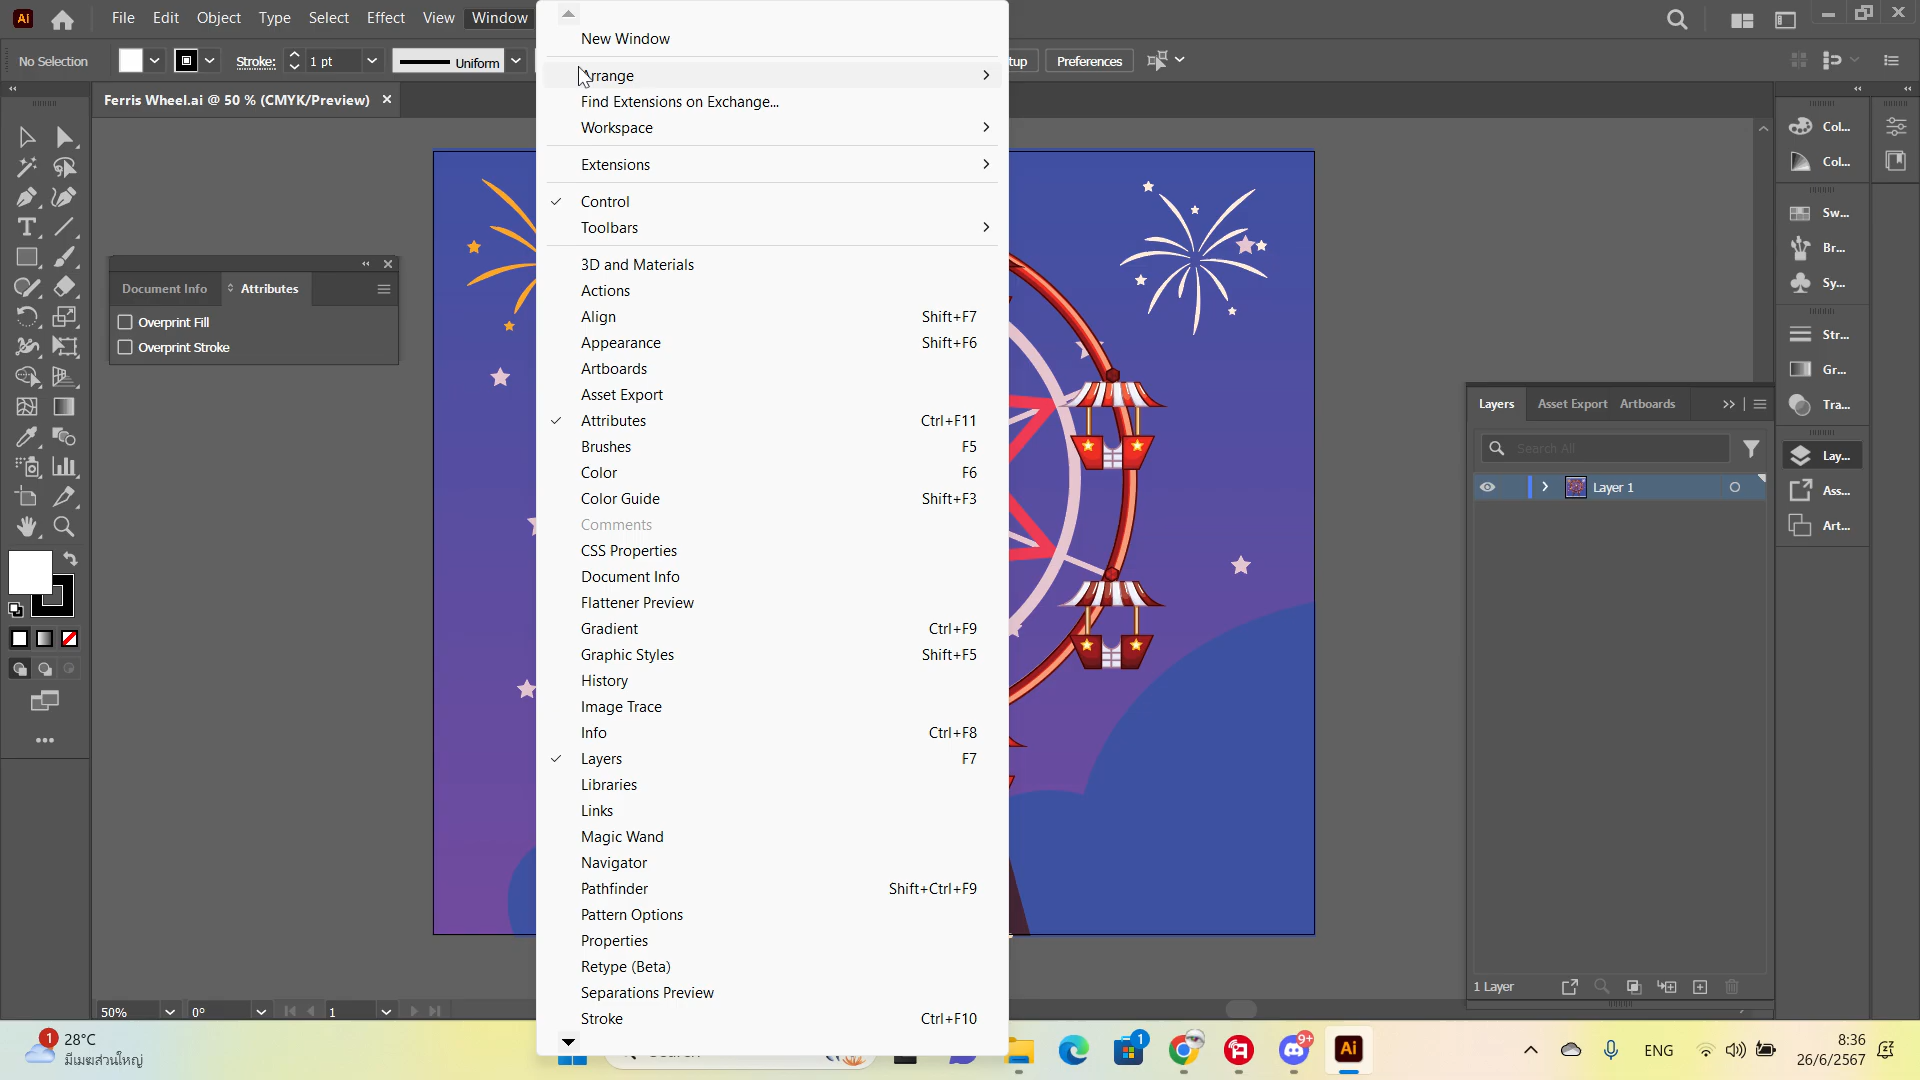 Ai File Edit Object Type Select Effect View Window
No Selection Stroke: 1 pt Uniform Preferences
Ferris Wheel.ai @ 50 % (CMYK/Preview)
Document Info Attributes
Overprint Fill
Overprint Stroke
New Window
Arrange
Find Extensions on Exchange...
Workspace
Extensions
Control
Toolbars
3D and Materials
Actions
Align Shift+F7
Appearance Shift+F6
Artboards
Asset Export
Attributes Ctrl+F11
Brushes F5
Color F6
Color Guide Shift+F3
Comments
CSS Properties
Document Info
Flattener Preview
Gradient Ctrl+F9
Graphic Styles Shift+F5
History
Image Trace
Info Ctrl+F8
Layers F7
Libraries
Links
Magic Wand
Navigator
Pathfinder Shift+Ctrl+F9
Pattern Options
Properties
Retype (Beta)
Separations Preview
Stroke Ctrl+F10
Col...
Col...
Sw...
Br...
Sy...
Str...
Gr...
Tra...
Lay...
Ass...
Art...
Layers Asset Export Artboards
Search All
Layer 1
1 Layer
50% 0° 1
1 28°C
มีเมฆส่วนใหญ่
1 9+ Ai
ENG
8:36
26/6/2567